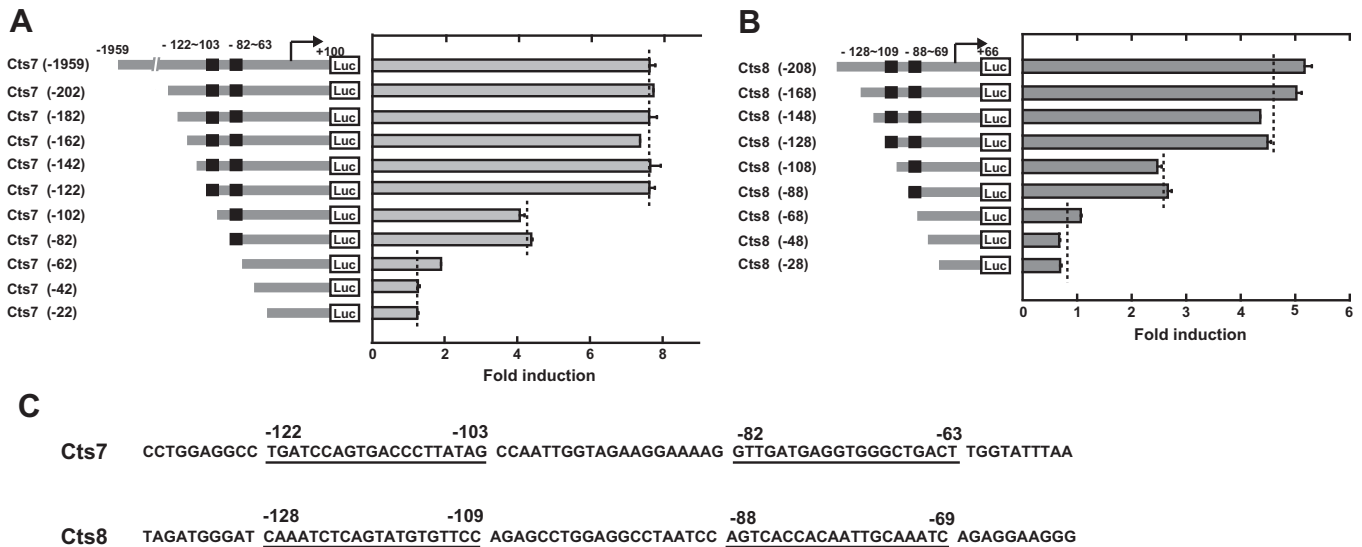 A
-1959
- 122~103
- 82~63
+100
Cts7 (-1959)
Luc
Cts7 (-202)
Luc
Cts7 (-182)
Luc
Cts7 (-162)
Luc
Cts7 (-142)
Luc
Cts7 (-122)
Luc
Cts7 (-102)
Luc
Cts7 (-82)
Luc
Cts7 (-62)
Luc
Cts7 (-42)
Luc
Cts7 (-22)
Luc
0 2 4 6 8
Fold induction
B
- 128~109
- 88~69
+66
Cts8 (-208)
Luc
Cts8 (-168)
Luc
Cts8 (-148)
Luc
Cts8 (-128)
Luc
Cts8 (-108)
Luc
Cts8 (-88)
Luc
Cts8 (-68)
Luc
Cts8 (-48)
Luc
Cts8 (-28)
Luc
0 1 2 3 4 5 6
Fold induction
C
-122 -103 -82 -63
Cts7 CCTGGAGGCC TGATCCAGTGACCCTTATAG CCAATTGGTAGAAGGAAAAG GTTGATGAGGTGGGCTGACT TGGTATTTAA
-128 -109 -88 -69
Cts8 TAGATGGGAT CAAATCTCAGTATGTGTTCC AGAGCCTGGAGGCCTAATCC AGTCACCACAATTGCAAATC AGAGGAAGGG